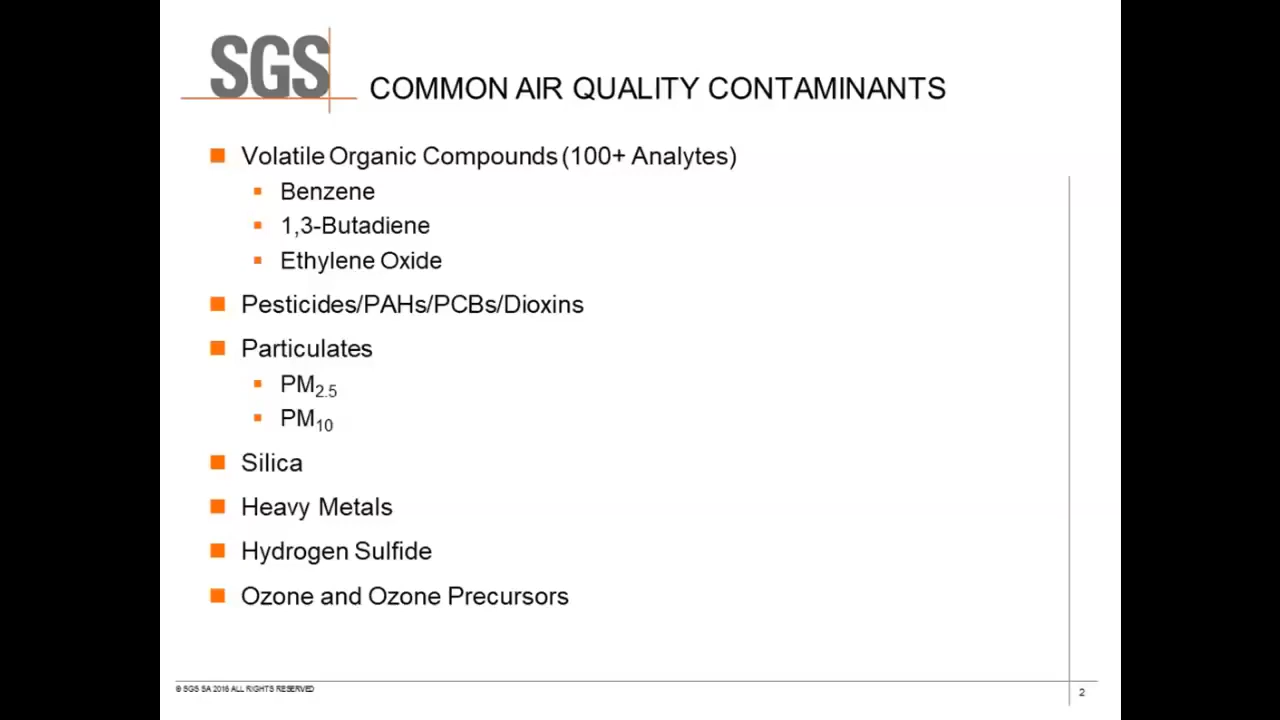 SGS
COMMON AIR QUALITY CONTAMINANTS
Volatile Organic Compounds (100+ Analytes)
Benzene
1,3-Butadiene
Ethylene Oxide
Pesticides/PAHs/PCBs/Dioxins
Particulates
PM2.5
PM10
Silica
Heavy Metals
Hydrogen Sulfide
Ozone and Ozone Precursors
© SGS SA 2016 ALL RIGHTS RESERVED
2